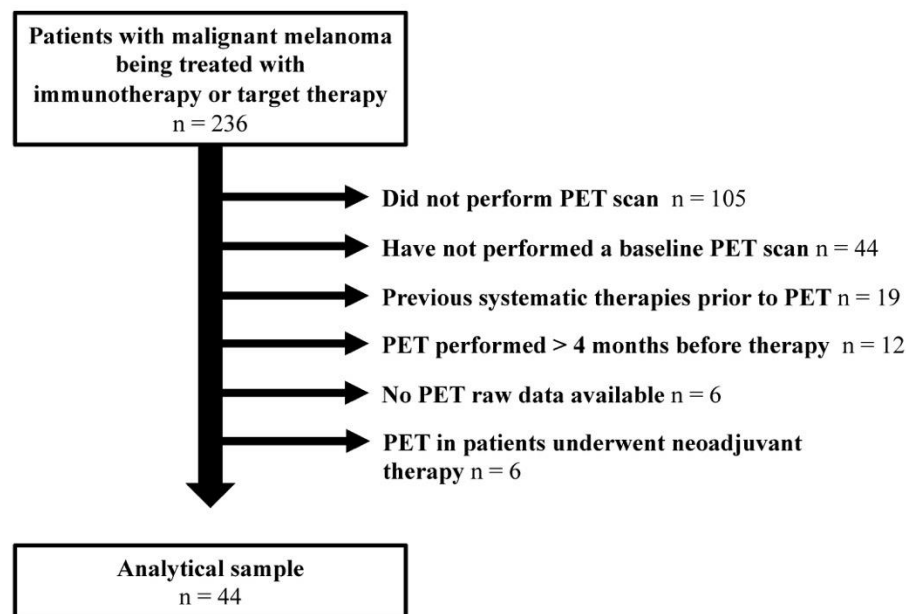 Patients with malignant melanoma
being treated with
immunotherapy or target therapy
n = 236
Did not perform PET scan n = 105
Have not performed a baseline PET scan n = 44
Previous systematic therapies prior to PET n = 19
PET performed > 4 months before therapy n = 12
No PET raw data available n = 6
PET in patients underwent neoadjuvant
therapy n = 6
Analytical sample
n = 44